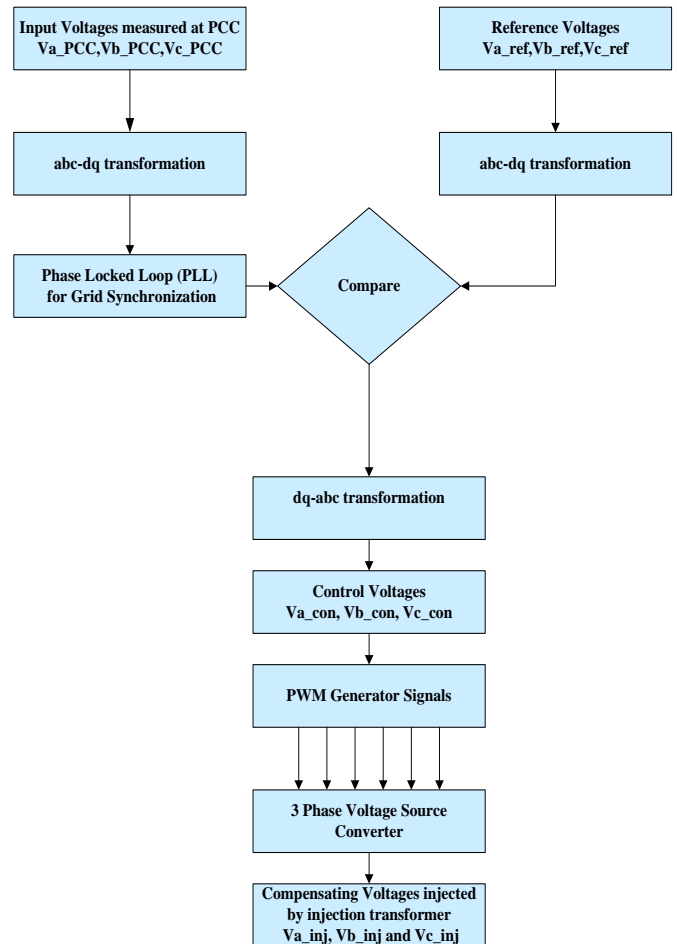 Input Voltages measured at PCC
Va_PCC,Vb_PCC,Vc_PCC
Reference Voltages
Va_ref,Vb_ref,Vc_ref
abc-dq transformation
abc-dq transformation
Phase Locked Loop (PLL)
for Grid Synchronization
Compare
dq-abc transformation
Control Voltages
Va_con, Vb_con, Vc_con
PWM Generator Signals
3 Phase Voltage Source
Converter
Compensating Voltages injected
by injection transformer
Va_inj, Vb_inj and Vc_inj